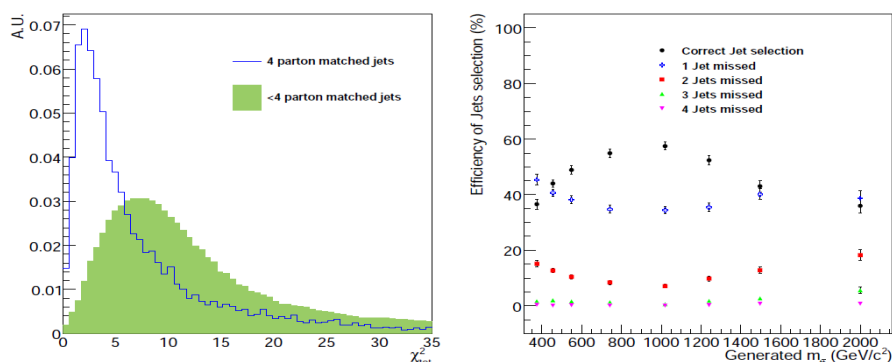 A.U.
0.07
0.06
0.05
0.04
0.03
0.02
0.01
0
0 5 10 15 20 25 30 35
4 parton matched jets
<4 parton matched jets
Efficiency of Jets selection (%)
100
80
60
40
20
0
400 600 800 1000 1200 1400 1600 1800 2000
Generated m (GeV/c²)
Correct Jet selection
1 Jet missed
2 Jets missed
3 Jets missed
4 Jets missed